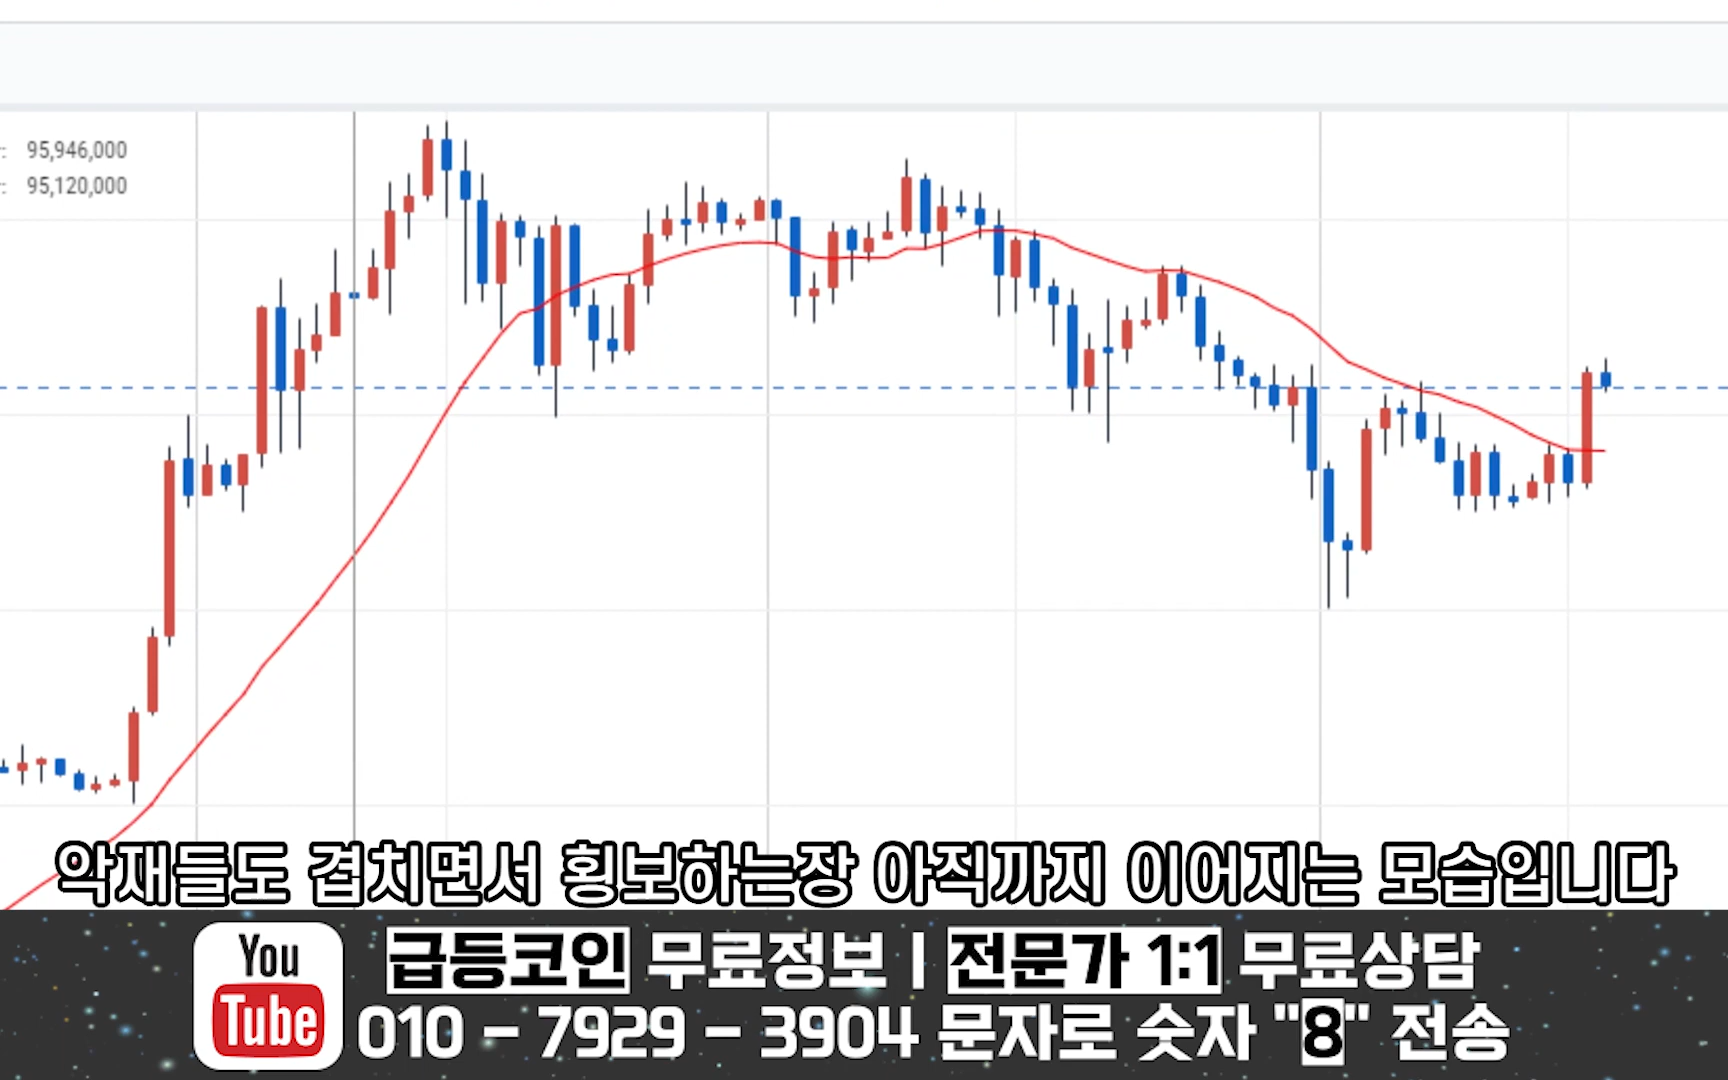 95,946,000
95,120,000
악재들도 겹치면서 횡보하는장 아직까지 이어지는 모습입니다
You
Tube
급등코인 무료정보 | 전문가 1:1 무료상담
010 - 7929 - 3904 문자로 숫자 "8" 전송